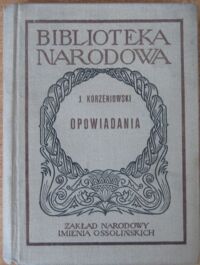 BIBLIOTEKA
NARODOWA
J. KORZENIOWSKI
OPOWIADANIA
ZAKŁAD NARODOWY
IMIENIA OSSOLIŃSKICH